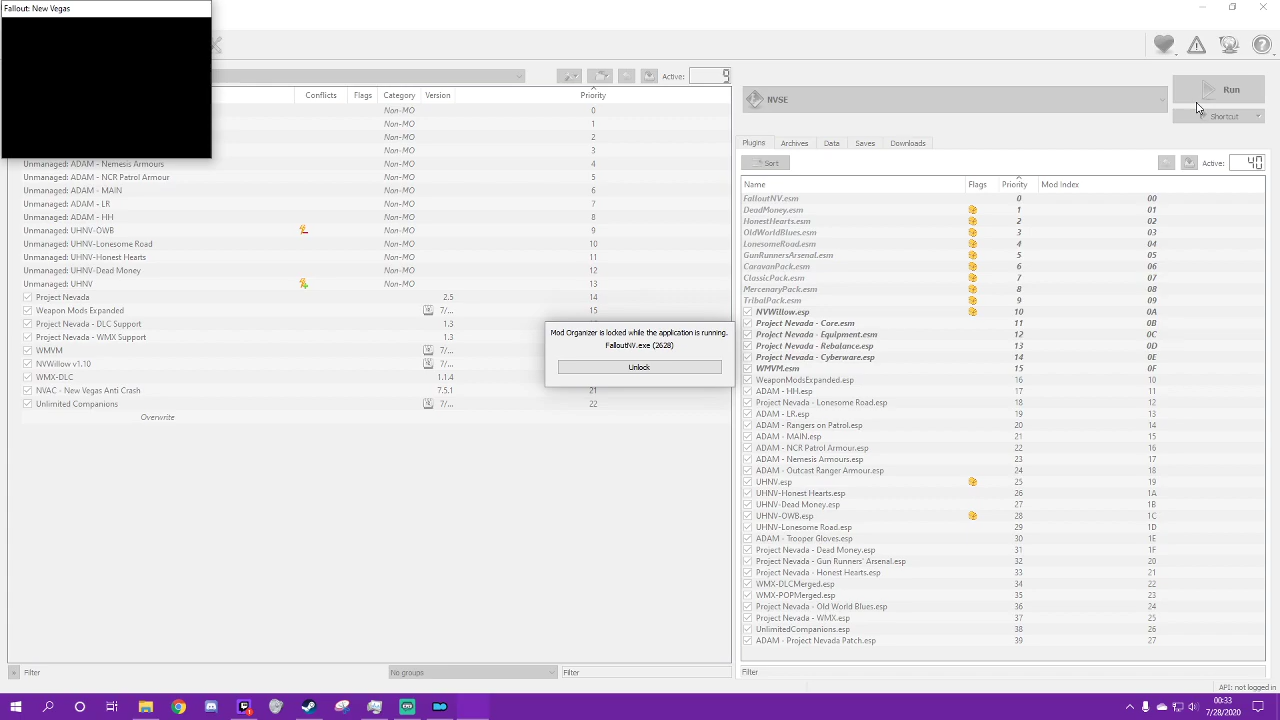 Fallout: New Vegas
Active: 9
Conflicts Flags Category Version Priority
Non-MO 0
Non-MO 1
Non-MO 2
Non-MO 3
Unmanaged: ADAM - Nemesis Armours Non-MO 4
Unmanaged: ADAM - NCR Patrol Armour Non-MO 5
Unmanaged: ADAM - MAIN Non-MO 6
Unmanaged: ADAM - LR Non-MO 7
Unmanaged: ADAM - HH Non-MO 8
Unmanaged: UHNV-OWB Non-MO 9
Unmanaged: UHNV-Lonesome Road Non-MO 10
Unmanaged: UHNV-Honest Hearts Non-MO 11
Unmanaged: UHNV-Dead Money Non-MO 12
Unmanaged: UHNV Non-MO 13
Project Nevada 2.5 14
Weapon Mods Expanded 7/... 15
Project Nevada - DLC Support 1.3
Project Nevada - WMX Support 1.3
WMVM 7/...
NVWillow v1.10 7/...
WMX-DLC 1.1.4
NVAC - New Vegas Anti Crash 7.5.1 21
Unlimited Companions 7/... 22
Overwrite
Filter
No groups
Filter
Mod Organizer is locked while the application is running.
FalloutNV.exe (2628)
Unlock
NVSE
Run
Shortcut
Plugins Archives Data Saves Downloads
Sort
Active: 40
Name Flags Priority Mod Index
FalloutNV.esm 0 00
DeadMoney.esm 1 01
HonestHearts.esm 2 02
OldWorldBlues.esm 3 03
LonesomeRoad.esm 4 04
GunRunnersArsenal.esm 5 05
CaravanPack.esm 6 06
ClassicPack.esm 7 07
MercenaryPack.esm 8 08
TribalPack.esm 9 09
NVWillow.esp 10 0A
Project Nevada - Core.esm 11 0B
Project Nevada - Equipment.esm 12 0C
Project Nevada - Rebalance.esp 13 0D
Project Nevada - Cyberware.esp 14 0E
WMVM.esm 15 0F
WeaponModsExpanded.esp 16 10
ADAM - HH.esp 17 11
Project Nevada - Lonesome Road.esp 18 12
ADAM - LR.esp 19 13
ADAM - Rangers on Patrol.esp 20 14
ADAM - MAIN.esp 21 15
ADAM - NCR Patrol Armour.esp 22 16
ADAM - Nemesis Armours.esp 23 17
ADAM - Outcast Ranger Armour.esp 24 18
UHNV.esp 25 19
UHNV-Honest Hearts.esp 26 1A
UHNV-Dead Money.esp 27 1B
UHNV-OWB.esp 28 1C
UHNV-Lonesome Road.esp 29 1D
ADAM - Trooper Gloves.esp 30 1E
Project Nevada - Dead Money.esp 31 1F
Project Nevada - Gun Runners' Arsenal.esp 32 20
Project Nevada - Honest Hearts.esp 33 21
WMX-DLCMerged.esp 34 22
WMX-POPMerged.esp 35 23
Project Nevada - Old World Blues.esp 36 24
Project Nevada - WMX.esp 37 25
UnlimitedCompanions.esp 38 26
ADAM - Project Nevada Patch.esp 39 27
Filter
API: not logged in
00:33
7/28/2020